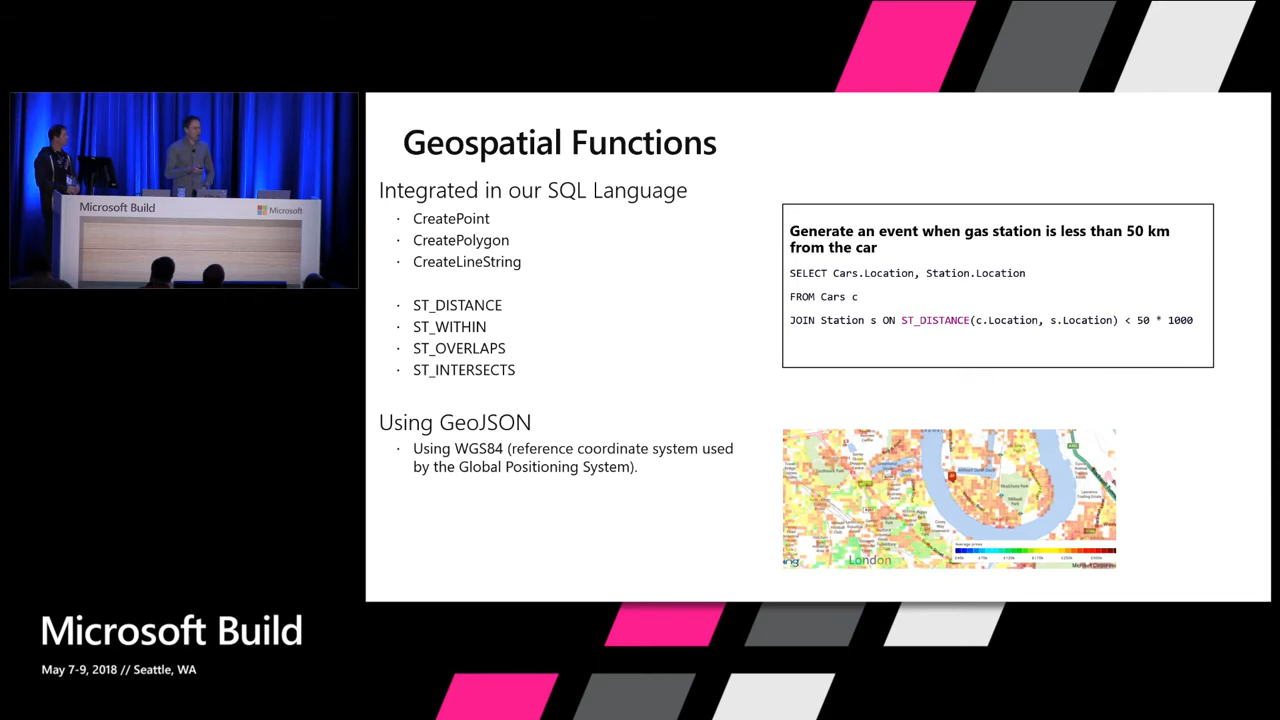 Geospatial Functions
Integrated in our SQL Language
· CreatePoint
· CreatePolygon
· CreateLineString
· ST_DISTANCE
· ST_WITHIN
· ST_OVERLAPS
· ST_INTERSECTS
Using GeoJSON
· Using WGS84 (reference coordinate system used
by the Global Positioning System).
Generate an event when gas station is less than 50 km
from the car
SELECT Cars.Location, Station.Location
FROM Cars c
JOIN Station s ON ST_DISTANCE(c.Location, s.Location) < 50 * 1000
London
Average prices
Microsoft Build
Microsoft
Microsoft Build
May 7-9, 2018 // Seattle, WA